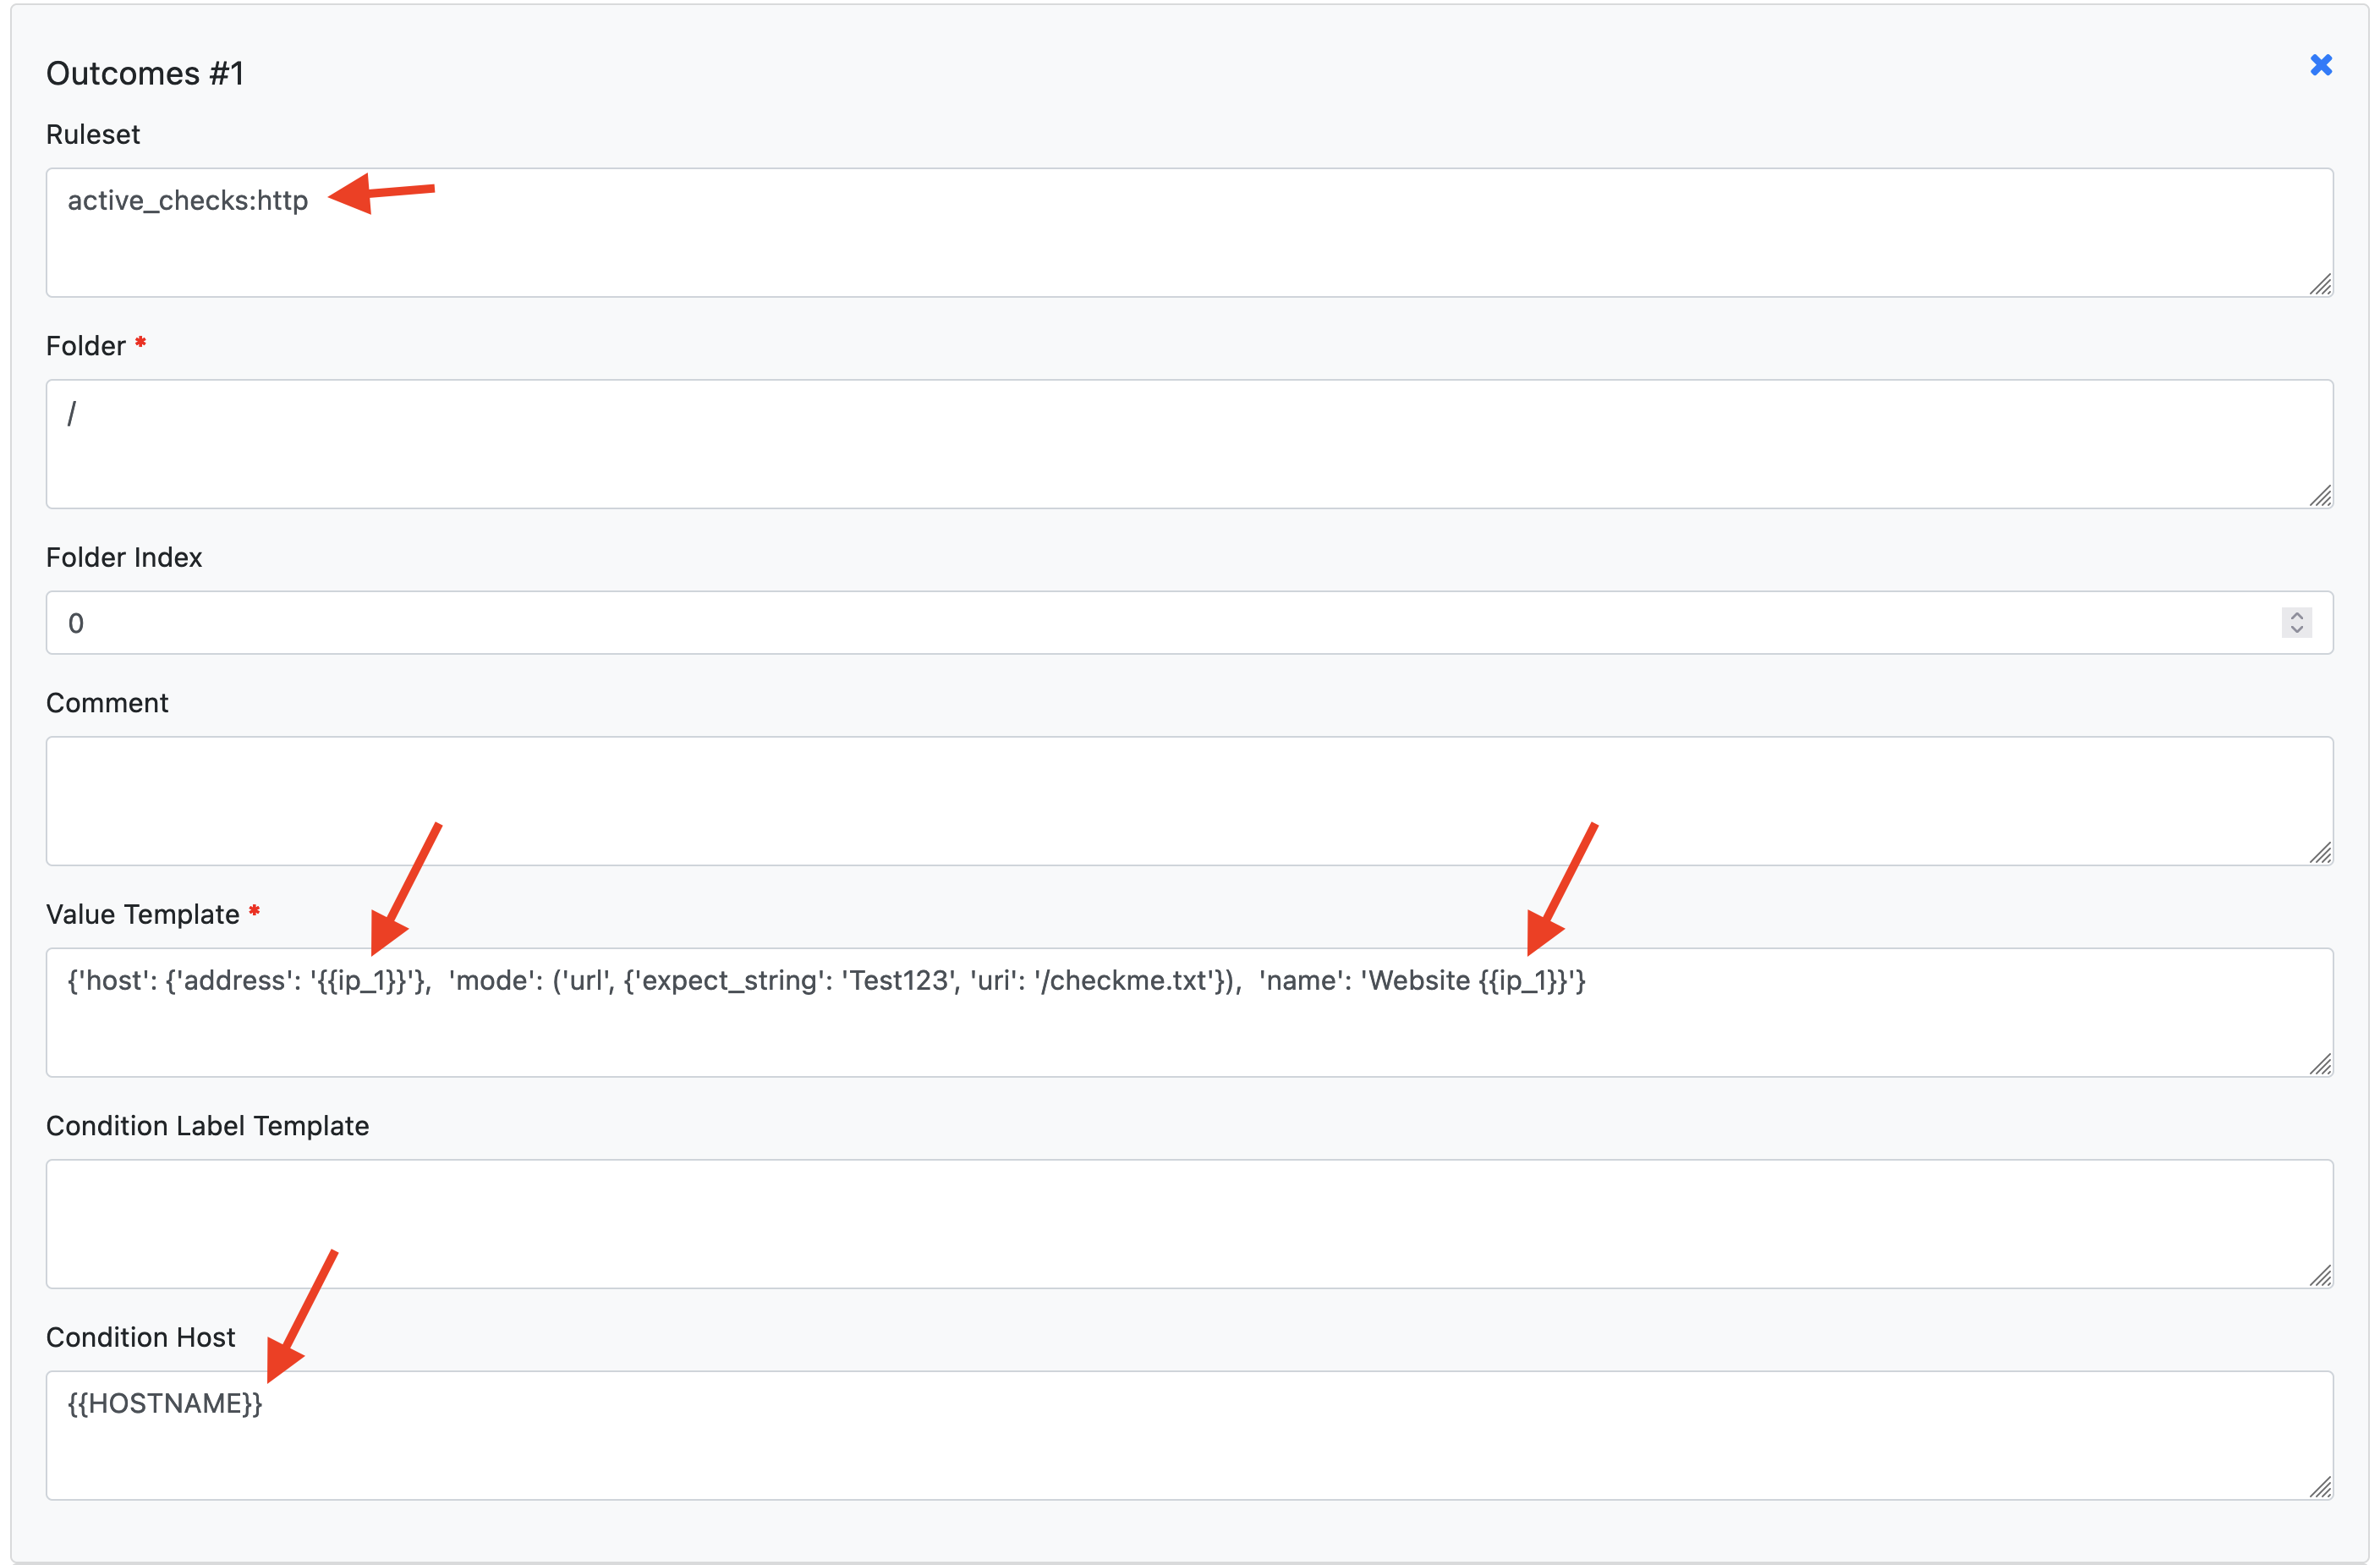 Outcomes #1
Ruleset
active_checks:http
Folder *
/
Folder Index
0
Comment
Value Template *
{'host': {'address': '{{ip_1}}'},  'mode': ('url', {'expect_string': 'Test123', 'uri': '/checkme.txt'}),  'name': 'Website {{ip_1}}'}
Condition Label Template
Condition Host
{{HOSTNAME}}